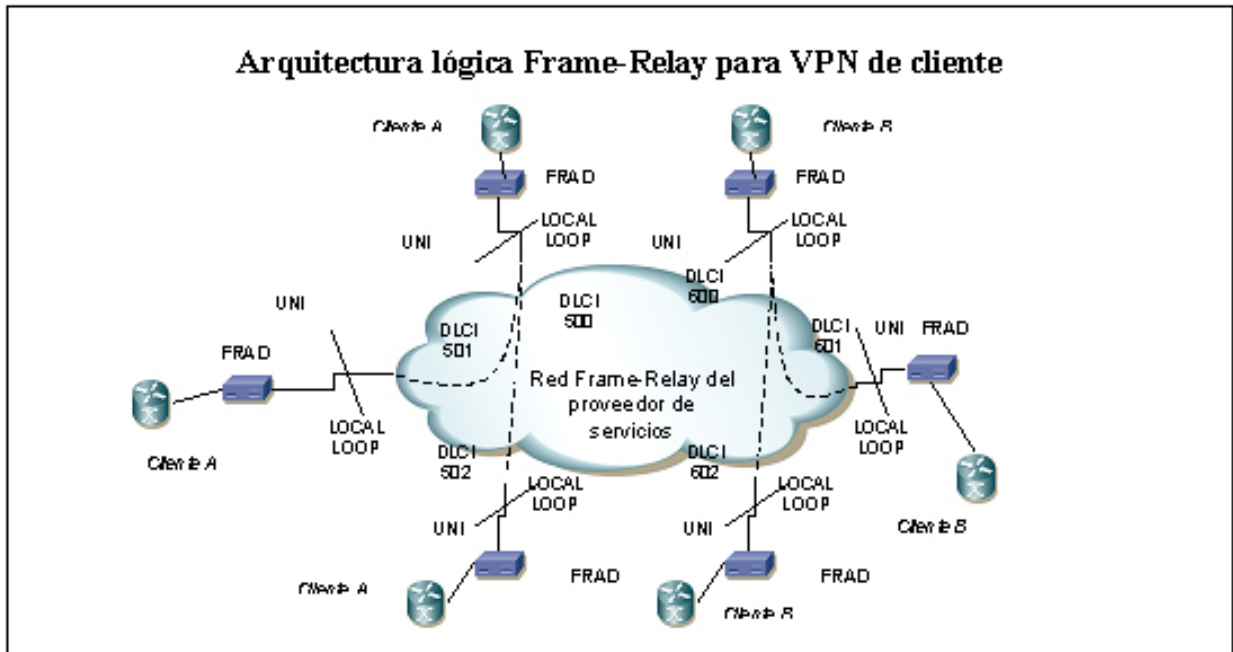 Arquitectura lógica Frame-Relay para VPN de cliente
Cliente A
Cliente B
FRAD
FRAD
UNI
LOCAL
LOOP
UNI
LOCAL
LOOP
UNI
DLCI
501
DLCI
500
DLCI
600
DLCI
601
UNI
FRAD
FRAD
Red Frame-Relay del
proveedor de
servicios
LOCAL
LOOP
Cliente A
DLCI
502
DLCI
602
LOCAL
LOOP
UNI
LOCAL
LOOP
UNI
LOCAL
LOOP
Cliente B
Cliente A
FRAD
FRAD
Cliente B